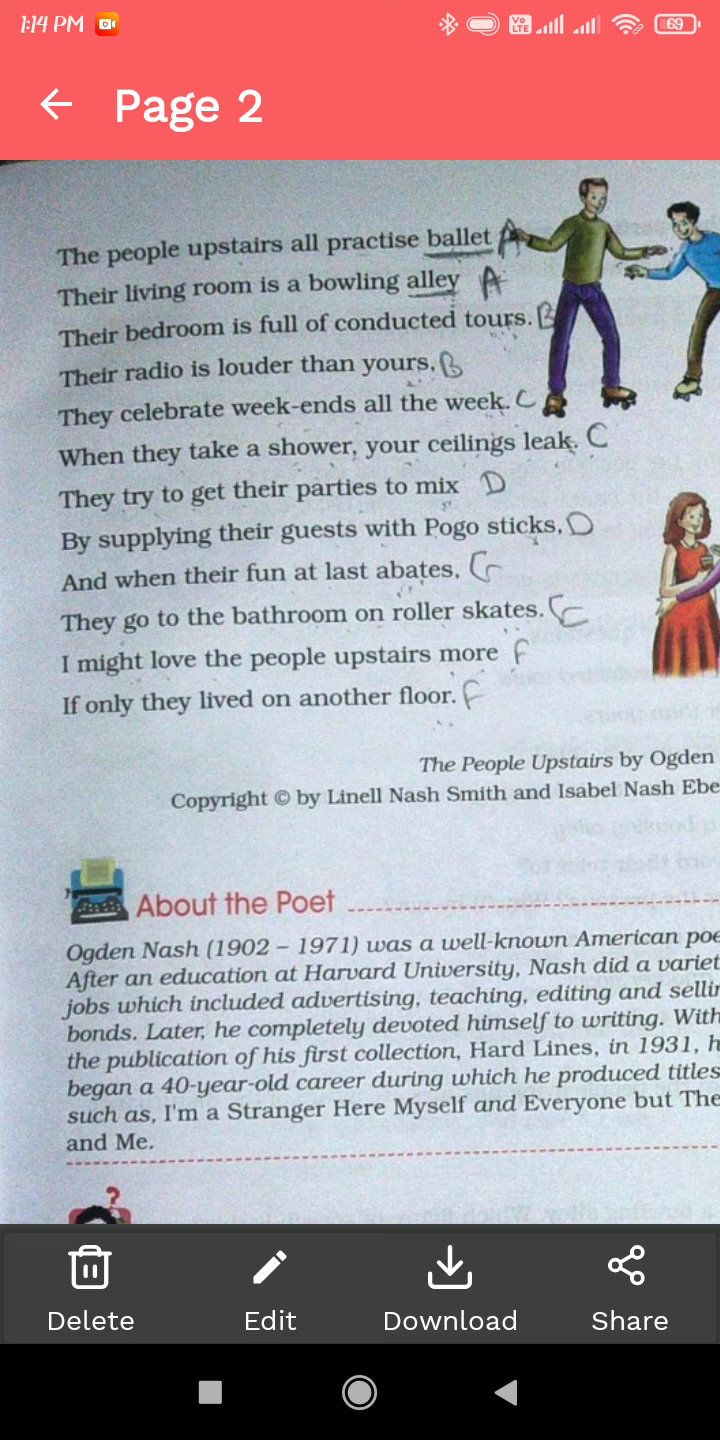 1:14 PM
Vo LTE
69
Page 2
The people upstairs all practise ballet A
Their living room is a bowling alley A
Their bedroom is full of conducted tours. B
Their radio is louder than yours, B
They celebrate week-ends all the week. C
When they take a shower, your ceilings leak. C
They try to get their parties to mix D
By supplying their guests with Pogo sticks, D
And when their fun at last abates,
They go to the bathroom on roller skates.
I might love the people upstairs more F
If only they lived on another floor. F
The People Upstairs by Ogden
Copyright © by Linell Nash Smith and Isabel Nash Ebe
About the Poet
Ogden Nash (1902 – 1971) was a well-known American poe
After an education at Harvard University, Nash did a variet
jobs which included advertising, teaching, editing and sellin
bonds. Later, he completely devoted himself to writing. With
the publication of his first collection, Hard Lines, in 1931, h
began a 40-year-old career during which he produced titles
such as, I'm a Stranger Here Myself and Everyone but The
and Me.
?
Delete Edit Download Share